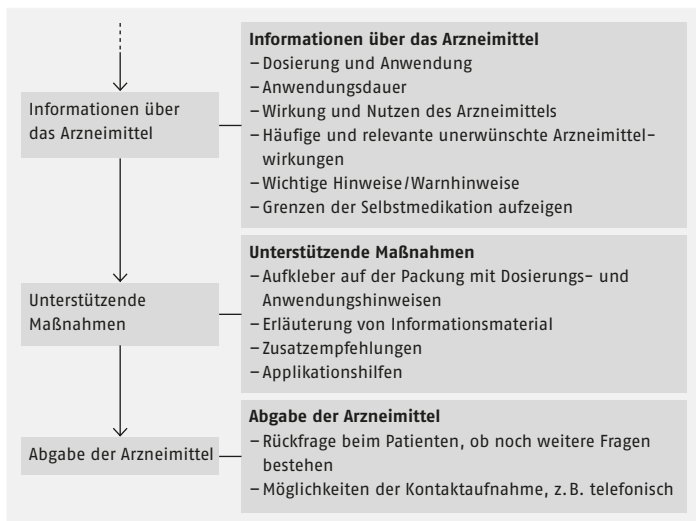 Informationen über
das Arzneimittel
Informationen über das Arzneimittel
– Dosierung und Anwendung
– Anwendungsdauer
– Wirkung und Nutzen des Arzneimittels
– Häufige und relevante unerwünschte Arzneimittel-
wirkungen
– Wichtige Hinweise/Warnhinweise
– Grenzen der Selbstmedikation aufzeigen
Unterstützende
Maßnahmen
Unterstützende Maßnahmen
– Aufkleber auf der Packung mit Dosierungs- und
Anwendungshinweisen
– Erläuterung von Informationsmaterial
– Zusatzempfehlungen
– Applikationshilfen
Abgabe der Arzneimittel
Abgabe der Arzneimittel
– Rückfrage beim Patienten, ob noch weitere Fragen
bestehen
– Möglichkeiten der Kontaktaufnahme, z. B. telefonisch